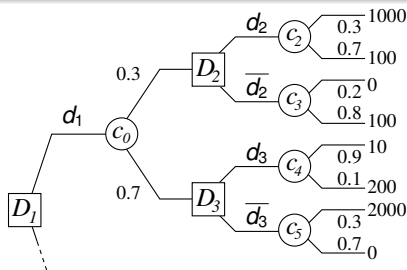 1000
d₂ c₂ 0.3
0.7 100
0.3 D₂
0
d̅₂ c₃ 0.2
0.8 100
d₁ c₀
10
d₃ c₄ 0.9
0.1 200
0.7 D₃
2000
D₁ d̅₃ c₅ 0.3
0.7 0